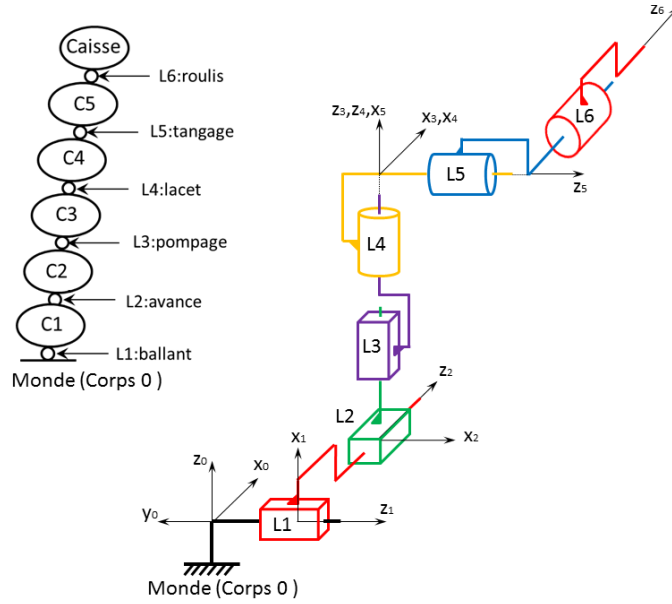 Caisse
L6:roulis
C5
L5:tangage
C4
L4:lacet
C3
L3:pompage
C2
L2:avance
C1
L1:ballant
Monde (Corps 0 )
z6
L6
z3,z4,x5
x3,x4
L5
z5
L4
L3
z2
L2
x2
x1
z0
x0
y0
L1
z1
Monde (Corps 0 )